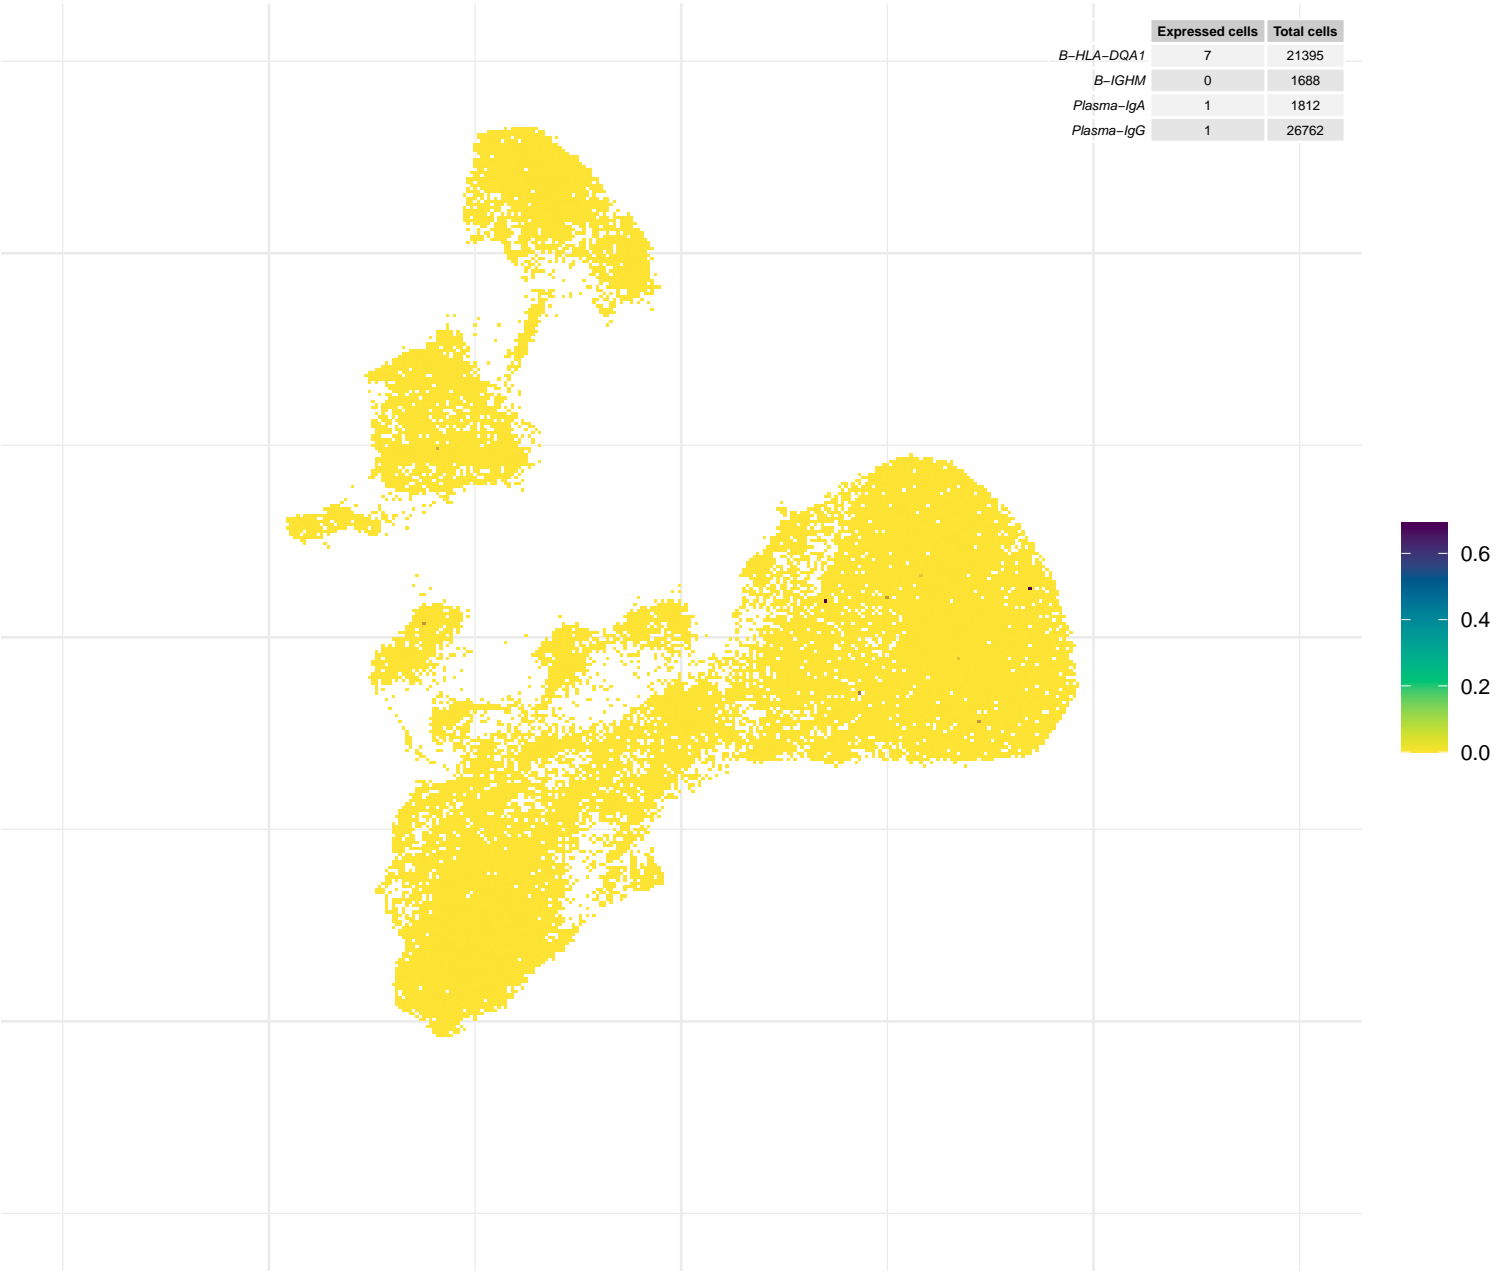 Expressed cells Total cells
B-HLA-DQA1 7 21395
B-IGHM 0 1688
Plasma-IgA 1 1812
Plasma-IgG 1 26762
0.6
0.4
0.2
0.0